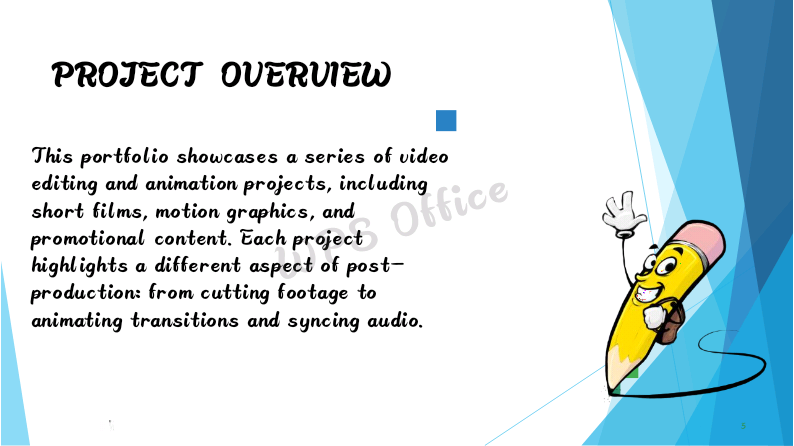 PROJECT OVERVIEW
This portfolio showcases a series of video
editing and animation projects, including
short films, motion graphics, and
promotional content. Each project
highlights a different aspect of post-
production: from cutting footage to
animating transitions and syncing audio.
WPS Office
5